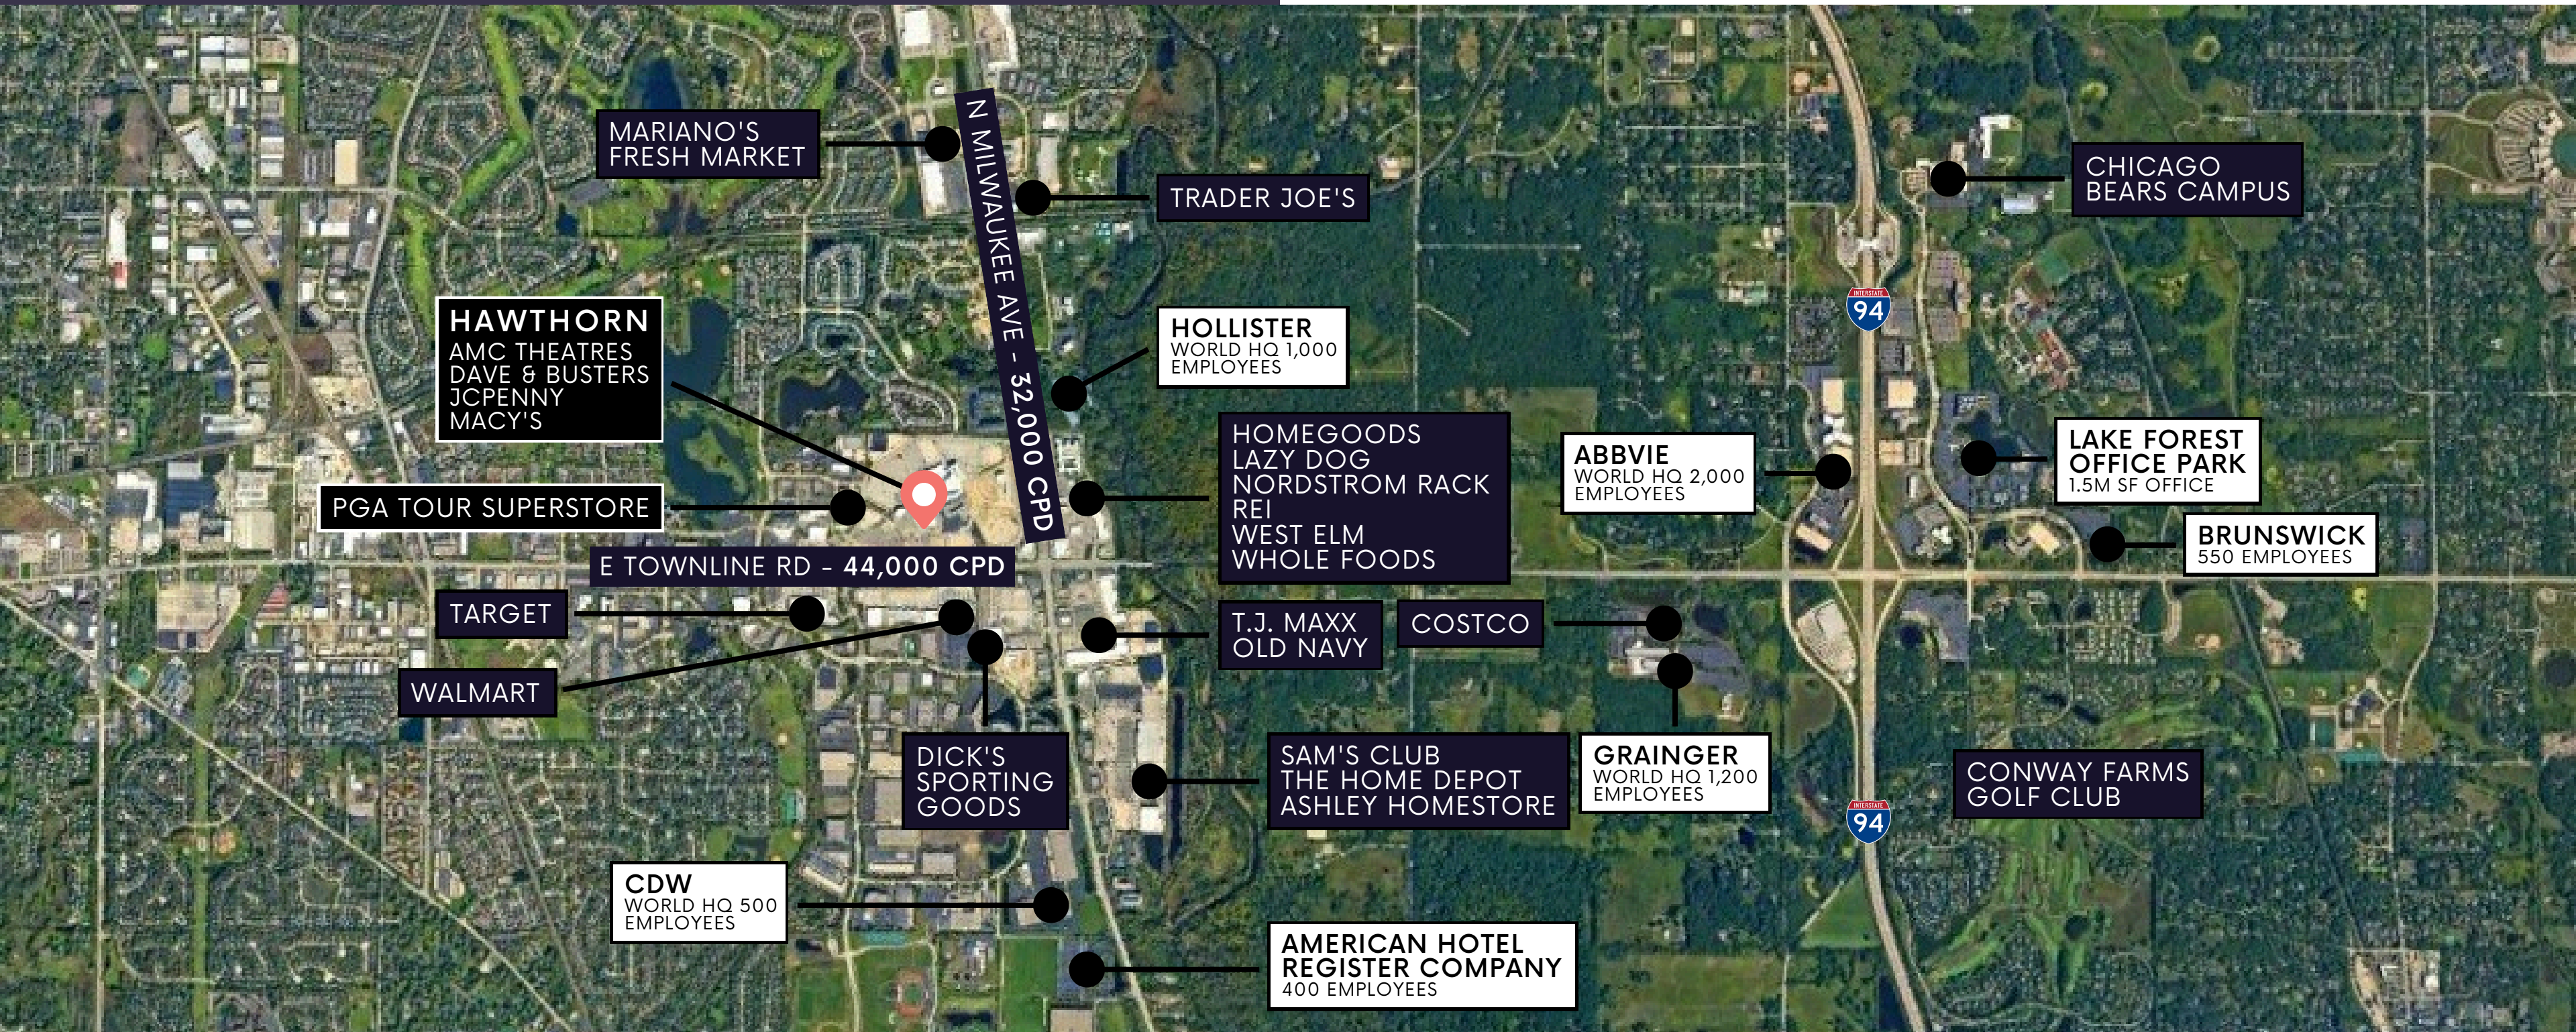 MARIANO'S
FRESH MARKET
N MILWAUKEE AVE - 32,000 CPD
TRADER JOE'S
CHICAGO
BEARS CAMPUS
INTERSTATE
94
HAWTHORN
AMC THEATRES
DAVE & BUSTERS
JCPENNY
MACY'S
HOLLISTER
WORLD HQ 1,000
EMPLOYEES
HOMEGOODS
LAZY DOG
NORDSTROM RACK
REI
WEST ELM
WHOLE FOODS
ABBVIE
WORLD HQ 2,000
EMPLOYEES
LAKE FOREST
OFFICE PARK
1.5M SF OFFICE
PGA TOUR SUPERSTORE
BRUNSWICK
550 EMPLOYEES
E TOWNLINE RD - 44,000 CPD
TARGET
T.J. MAXX
OLD NAVY
COSTCO
WALMART
DICK'S
SPORTING
GOODS
SAM'S CLUB
THE HOME DEPOT
ASHLEY HOMESTORE
GRAINGER
WORLD HQ 1,200
EMPLOYEES
CONWAY FARMS
GOLF CLUB
INTERSTATE
94
CDW
WORLD HQ 500
EMPLOYEES
AMERICAN HOTEL
REGISTER COMPANY
400 EMPLOYEES